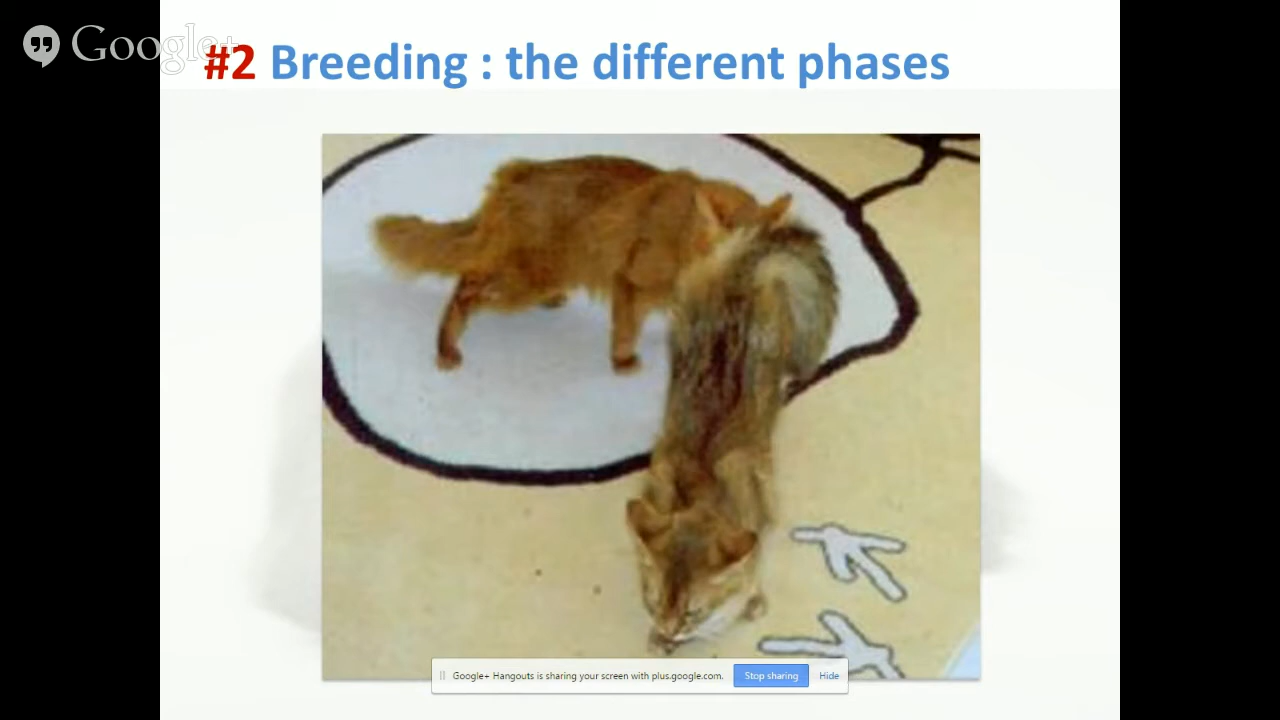 Google+
#2 Breeding : the different phases
Google+ Hangouts is sharing your screen with plus.google.com.
Stop sharing
Hide